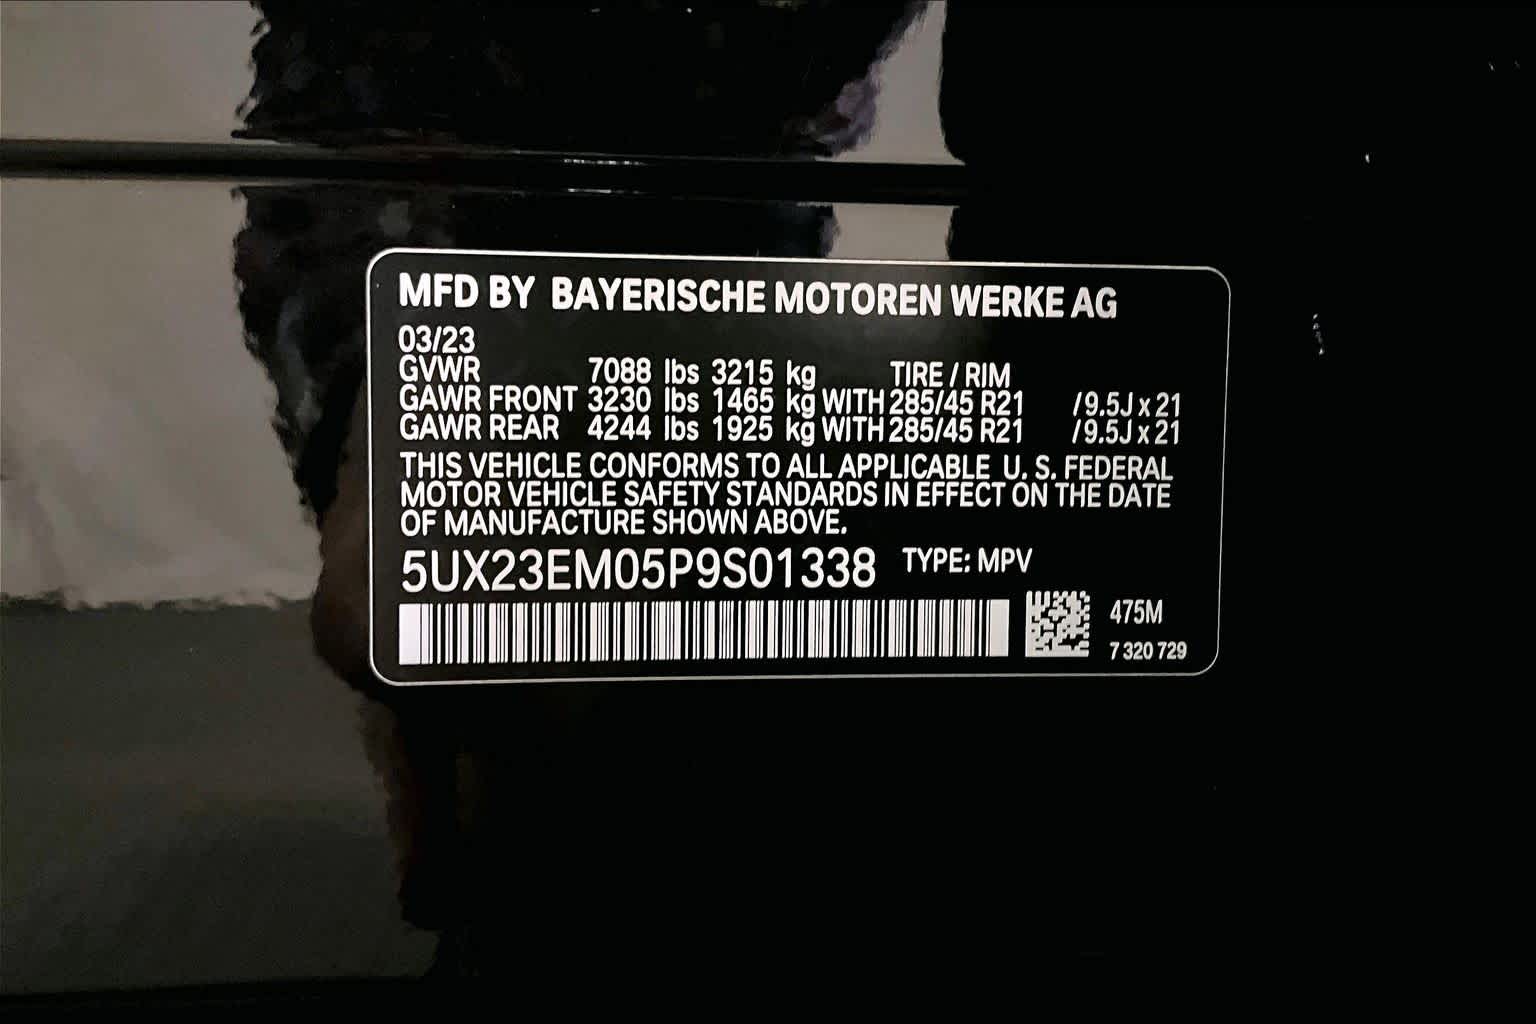 MFD BY BAYERISCHE MOTOREN WERKE AG
03/23
GVWR 7088 lbs 3215 kg TIRE / RIM
GAWR FRONT 3230 lbs 1465 kg WITH 285/45 R21 /9.5J x 21
GAWR REAR 4244 lbs 1925 kg WITH 285/45 R21 /9.5J x 21
THIS VEHICLE CONFORMS TO ALL APPLICABLE U. S. FEDERAL
MOTOR VEHICLE SAFETY STANDARDS IN EFFECT ON THE DATE
OF MANUFACTURE SHOWN ABOVE.
5UX23EM05P9S01338 TYPE: MPV
475M
7 320 729